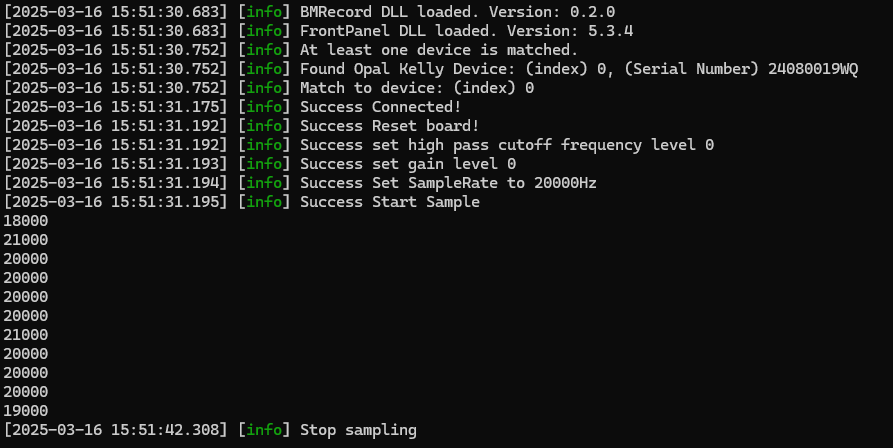 [2025-03-16 15:51:30.683] [info] BMRecord DLL loaded. Version: 0.2.0
[2025-03-16 15:51:30.683] [info] FrontPanel DLL loaded. Version: 5.3.4
[2025-03-16 15:51:30.752] [info] At least one device is matched.
[2025-03-16 15:51:30.752] [info] Found Opal Kelly Device: (index) 0, (Serial Number) 24080019WQ
[2025-03-16 15:51:30.752] [info] Match to device: (index) 0
[2025-03-16 15:51:31.175] [info] Success Connected!
[2025-03-16 15:51:31.192] [info] Success Reset board!
[2025-03-16 15:51:31.192] [info] Success set high pass cutoff frequency level 0
[2025-03-16 15:51:31.193] [info] Success set gain level 0
[2025-03-16 15:51:31.194] [info] Success Set SampleRate to 20000Hz
[2025-03-16 15:51:31.195] [info] Success Start Sample
18000
21000
20000
20000
20000
20000
21000
20000
20000
20000
19000
[2025-03-16 15:51:42.308] [info] Stop sampling